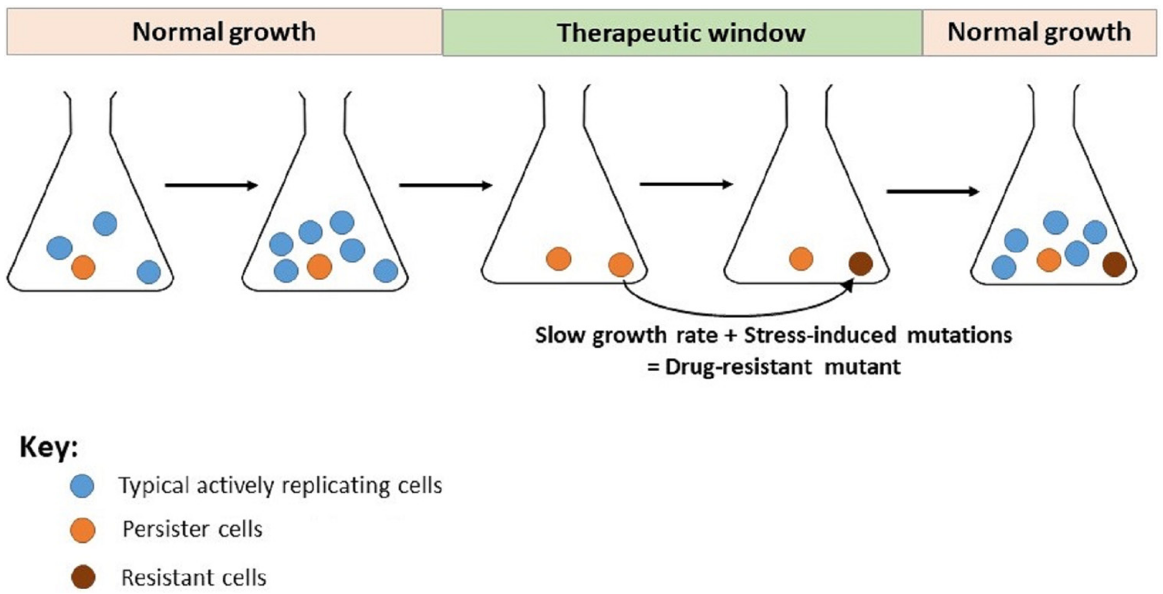 Normal growth
Therapeutic window
Normal growth
Slow growth rate + Stress-induced mutations
= Drug-resistant mutant
Key:
Typical actively replicating cells
Persister cells
Resistant cells